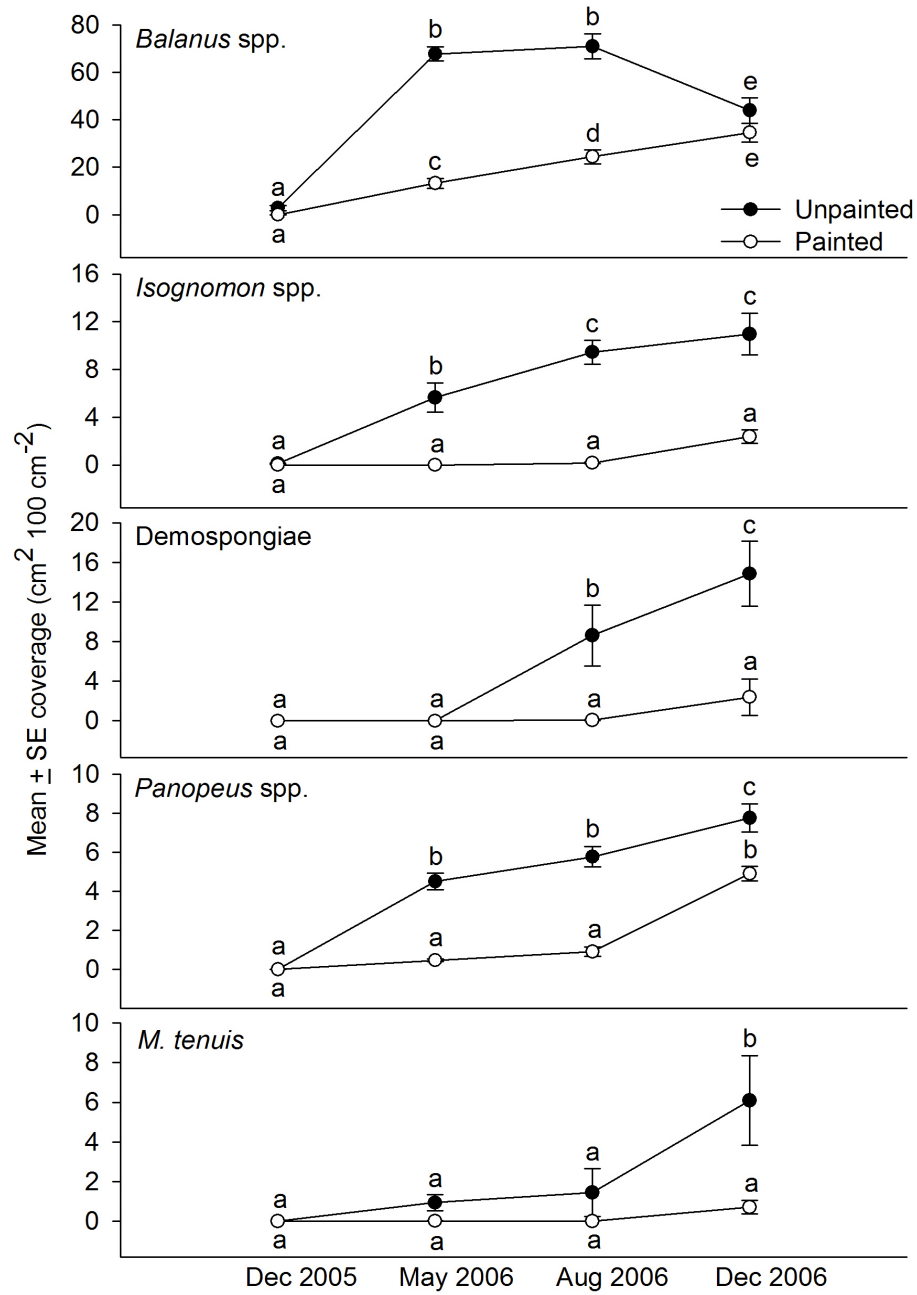 Mean ± SE coverage (cm² 100 cm⁻²)
Balanus spp.
80
60
40
20
0
a
a
b
c
b
d
e
e
Unpainted
Painted
Isognomon spp.
16
12
8
4
0
a
a
b
a
c
a
c
a
Demospongiae
20
16
12
8
4
0
a
a
a
a
b
a
c
a
Panopeus spp.
10
8
6
4
2
0
a
a
b
a
b
a
c
b
M. tenuis
10
8
6
4
2
0
a
a
a
a
a
a
b
a
Dec 2005 May 2006 Aug 2006 Dec 2006